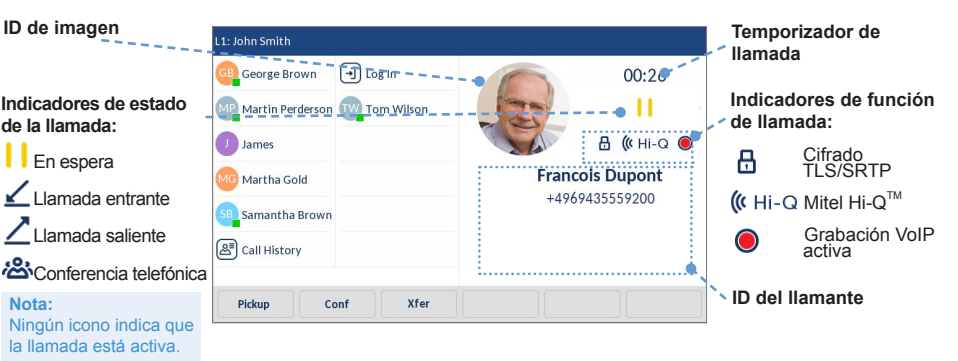 ID de imagen
Indicadores de estado
de la llamada:
En espera
Llamada entrante
Llamada saliente
Conferencia telefónica
Nota:
Ningún icono indica que
la llamada está activa.
L1: John Smith
GB George Brown
Log In
MP Martin Perderson
TW Tom Wilson
J James
MG Martha Gold
SB Samantha Brown
Call History
00:26
Hi-Q
Francois Dupont
+4969435559200
Pickup
Conf
Xfer
Temporizador de
llamada
Indicadores de función
de llamada:
Cifrado
TLS/SRTP
Hi-Q Mitel Hi-Q™
Grabación VoIP
activa
ID del llamante